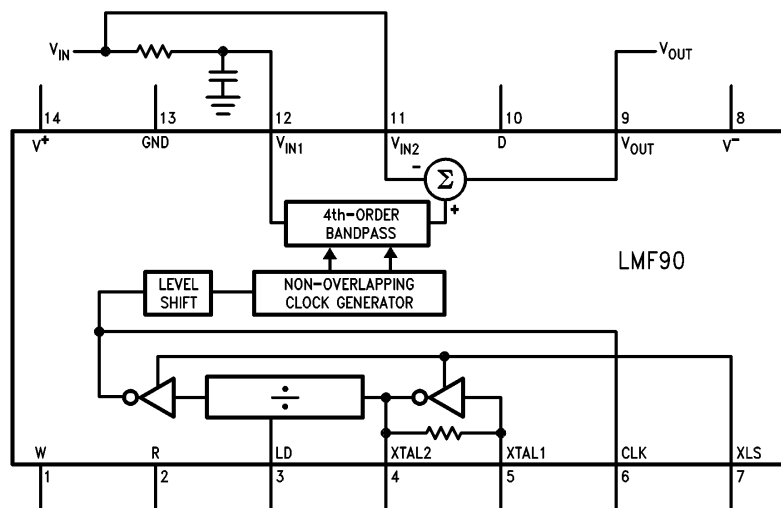 V_IN
V_OUT
14 13 12 11 10 9 8
V+ GND V_IN1 V_IN2 D V_OUT V-
- Σ
+
4th-ORDER
BANDPASS
LMF90
LEVEL
SHIFT
NON-OVERLAPPING
CLOCK GENERATOR
÷
W R LD XTAL2 XTAL1 CLK XLS
1 2 3 4 5 6 7